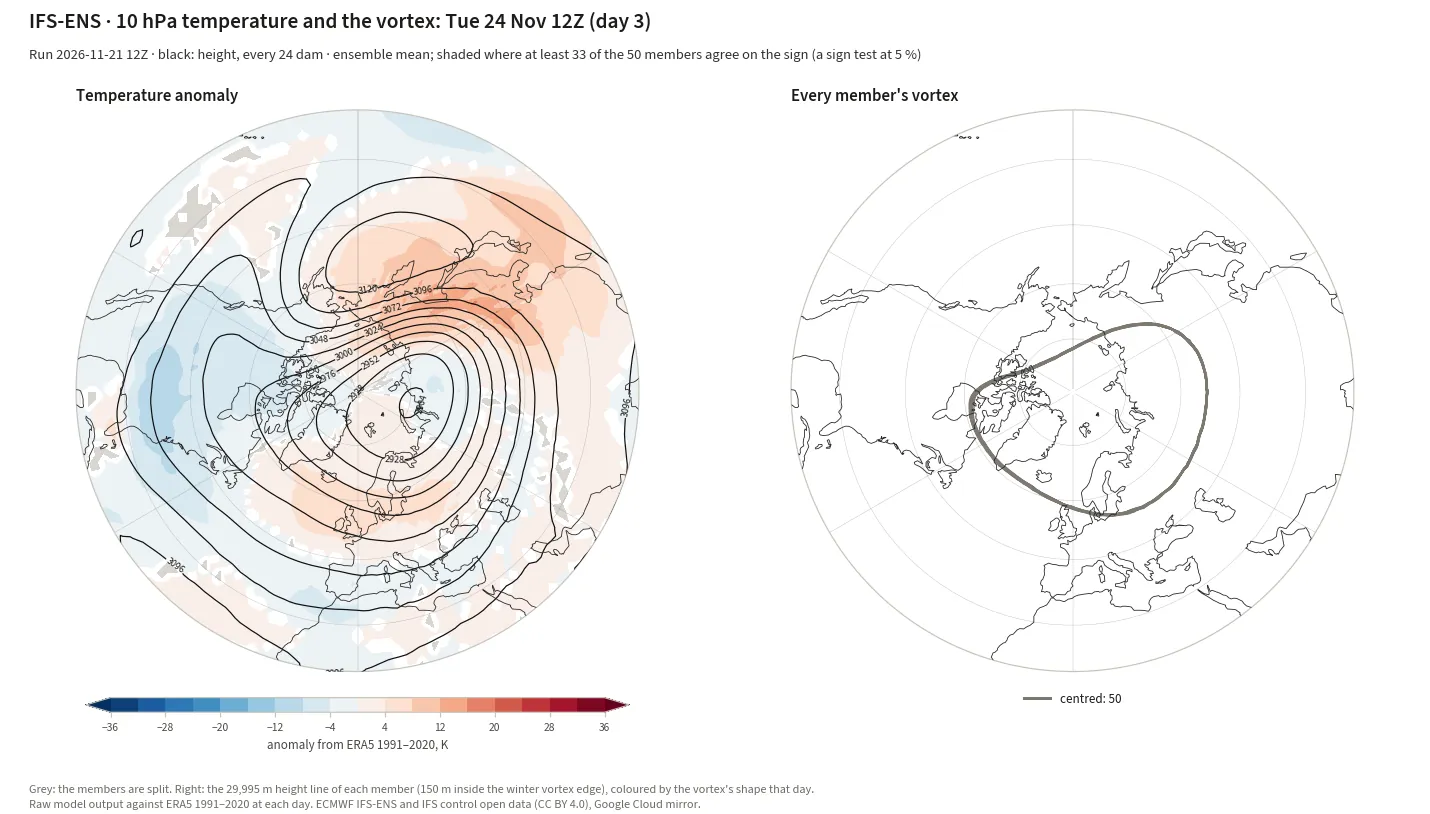 IFS-ENS · 10 hPa temperature and the vortex: Tue 24 Nov 12Z (day 3)
Run 2026-11-21 12Z · black: height, every 24 dam · ensemble mean; shaded where at least 33 of the 50 members agree on the sign (a sign test at 5 %)
Temperature anomaly
Every member's vortex
3120
3096
3072
3024
3048
3000
2952
2976
2928
2928
3096
3096
centred: 50
−36
−28
−20
−12
−4
4
12
20
28
36
anomaly from ERA5 1991–2020, K
Grey: the members are split. Right: the 29,995 m height line of each member (150 m inside the winter vortex edge), coloured by the vortex's shape that day.
Raw model output against ERA5 1991–2020 at each day. ECMWF IFS-ENS and IFS control open data (CC BY 4.0), Google Cloud mirror.